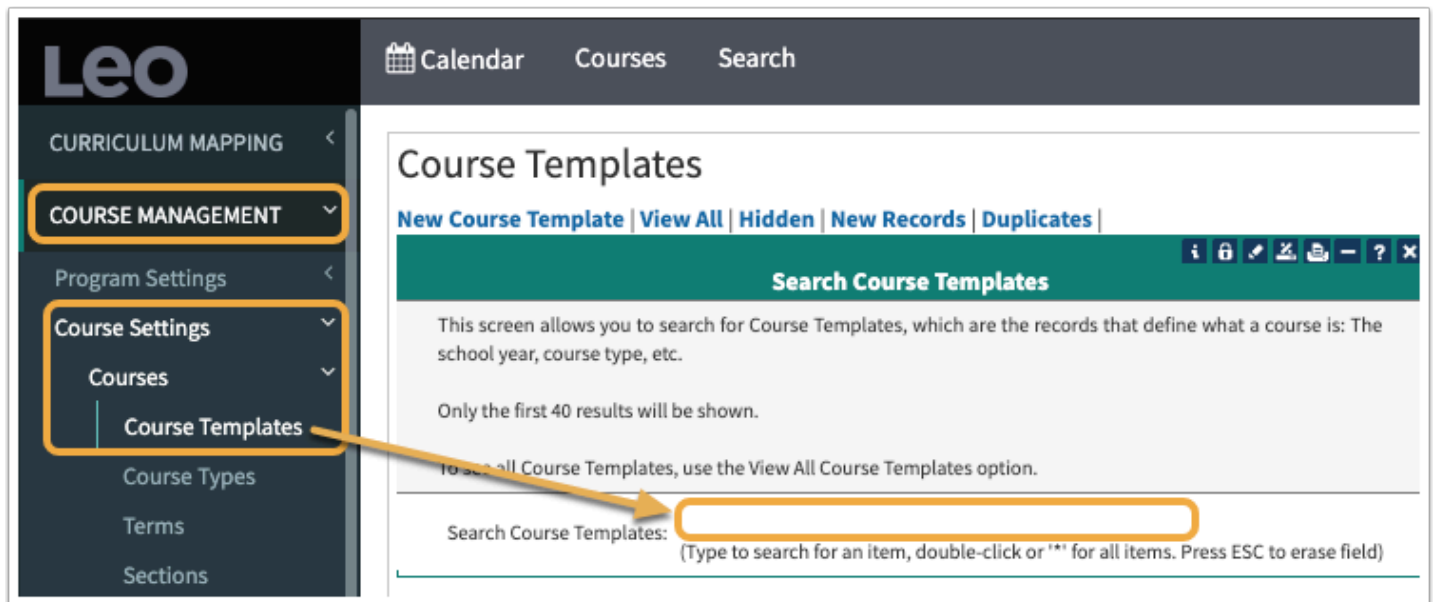 Leo
Calendar Courses Search
CURRICULUM MAPPING
COURSE MANAGEMENT
Program Settings
Course Settings
Courses
Course Templates
Course Types
Terms
Sections
Course Templates
New Course Template | View All | Hidden | New Records | Duplicates |
Search Course Templates
This screen allows you to search for Course Templates, which are the records that define what a course is: The
school year, course type, etc.
Only the first 40 results will be shown.
To see all Course Templates, use the View All Course Templates option.
Search Course Templates:
(Type to search for an item, double-click or '*' for all items. Press ESC to erase field)